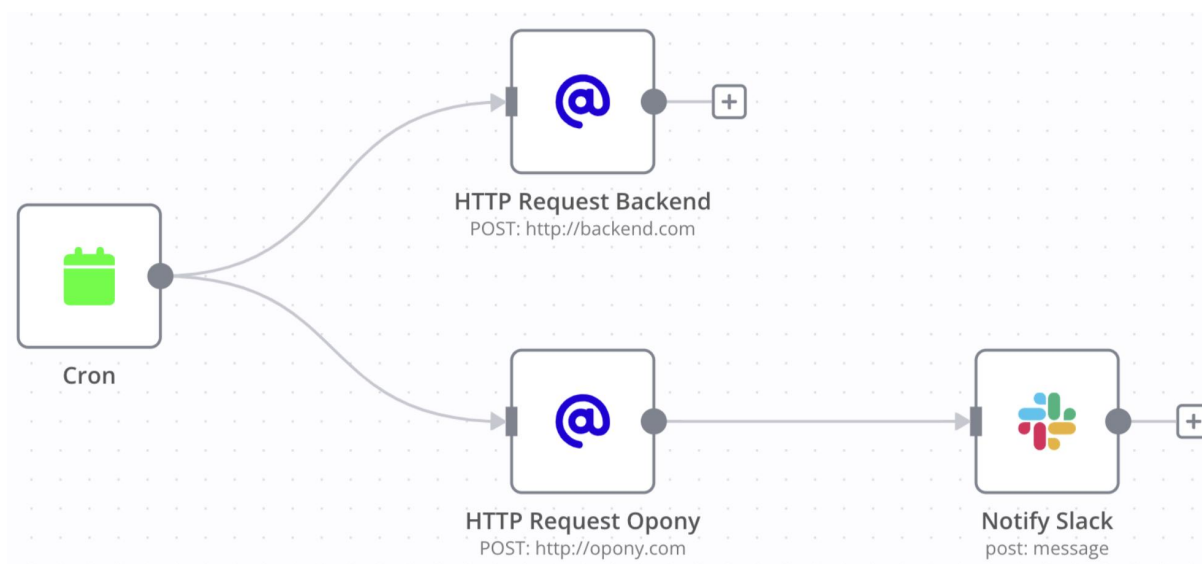 HTTP Request Backend
POST: http://backend.com
Cron
HTTP Request Opony
POST: http://opony.com
Notify Slack
post: message